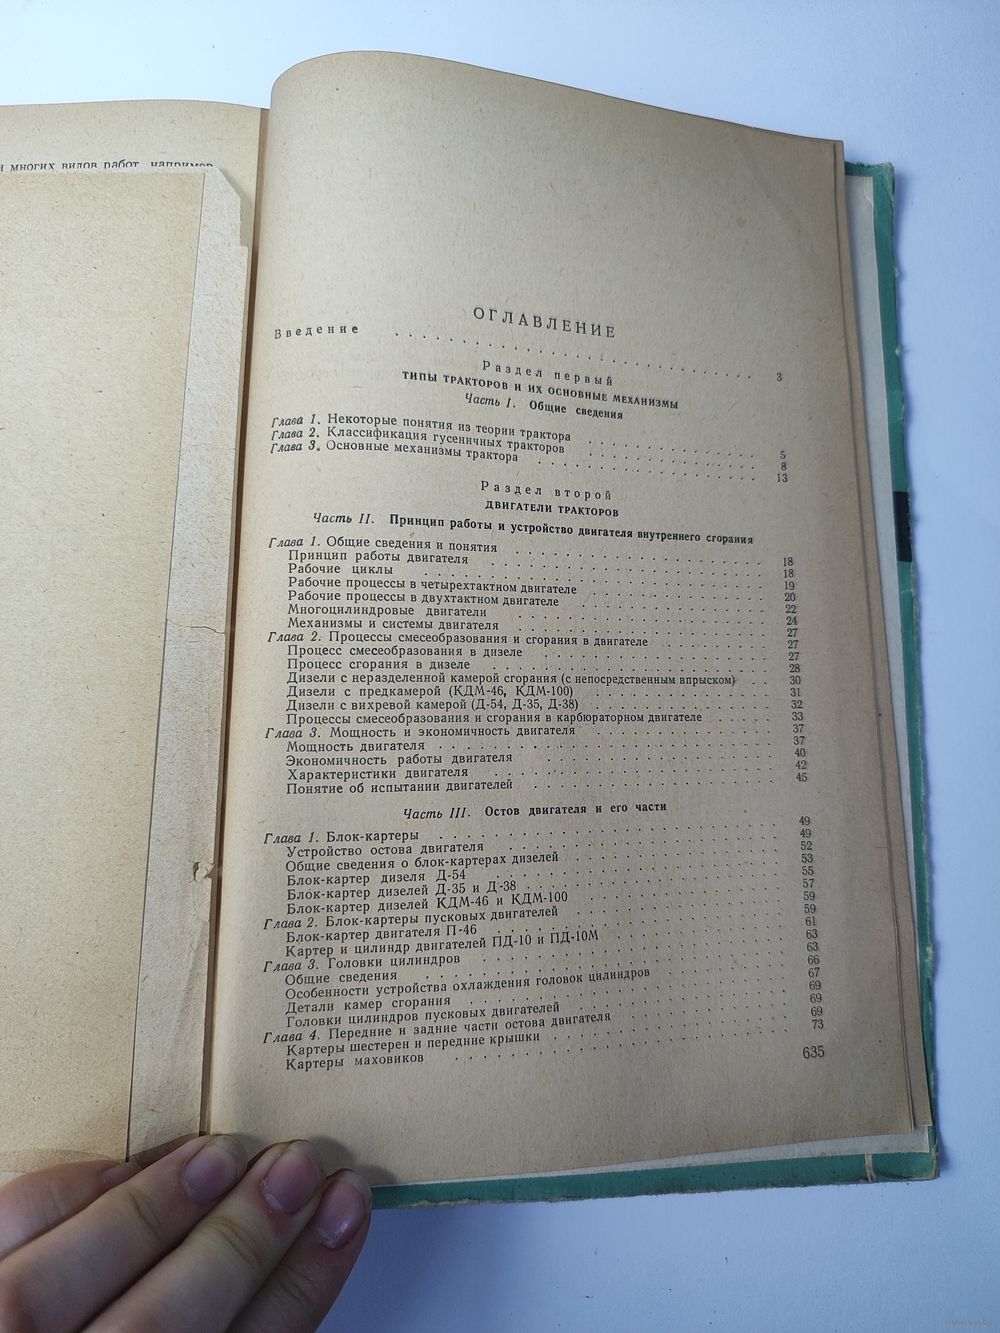 многих видов работ, например
ОГЛАВЛЕНИЕ
Введение . . . . . . . . . . 3
Раздел первый
ТИПЫ ТРАКТОРОВ И ИХ ОСНОВНЫЕ МЕХАНИЗМЫ
Часть I. Общие сведения
Глава 1. Некоторые понятия из теории трактора . . . . . 5
Глава 2. Классификация гусеничных тракторов . . . . . 8
Глава 3. Основные механизмы трактора . . . . . 13
Раздел второй
ДВИГАТЕЛИ ТРАКТОРОВ
Часть II. Принцип работы и устройство двигателя внутреннего сгорания
Глава 1. Общие сведения и понятия . . . . . 18
Принцип работы двигателя . . . . . 18
Рабочие циклы . . . . . 19
Рабочие процессы в четырехтактном двигателе . . . . . 20
Рабочие процессы в двухтактном двигателе . . . . . 22
Многоцилиндровые двигатели . . . . . 24
Механизмы и системы двигателя . . . . . 27
Глава 2. Процессы смесеобразования и сгорания в двигателе . . . . . 27
Процесс смесеобразования в дизеле . . . . . 27
Процесс сгорания в дизеле . . . . . 28
Дизели с неразделенной камерой сгорания (с непосредственным впрыском) . . 30
Дизели с предкамерой (КДМ-46, КДМ-100) . . . . . 31
Дизели с вихревой камерой (Д-54, Д-35, Д-38) . . . . . 32
Процессы смесеобразования и сгорания в карбюраторном двигателе . . . . . 33
Глава 3. Мощность и экономичность двигателя . . . . . 37
Мощность двигателя . . . . . 37
Экономичность работы двигателя . . . . . 40
Характеристики двигателя . . . . . 42
Понятие об испытании двигателей . . . . . 45
Часть III. Остов двигателя и его части
Глава 1. Блок-картеры . . . . . 49
Устройство остова двигателя . . . . . 49
Общие сведения о блок-картерах дизелей . . . . . 52
Блок-картер дизеля Д-54 . . . . . 53
Блок-картер дизелей Д-35 и Д-38 . . . . . 55
Блок-картер дизелей КДМ-46 и КДМ-100 . . . . . 57
Глава 2. Блок-картеры пусковых двигателей . . . . . 59
Блок-картер двигателя П-46 . . . . . 59
Картер и цилиндр двигателей ПД-10 и ПД-10М . . . . . 61
Глава 3. Головки цилиндров . . . . . 63
Общие сведения . . . . . 63
Особенности устройства охлаждения головок цилиндров . . . . . 66
Детали камер сгорания . . . . . 67
Головки цилиндров пусковых двигателей . . . . . 69
Глава 4. Передние и задние части остова двигателя . . . . . 69
Картеры шестерен и передние крышки . . . . . 69
Картеры маховиков . . . . . 73
635